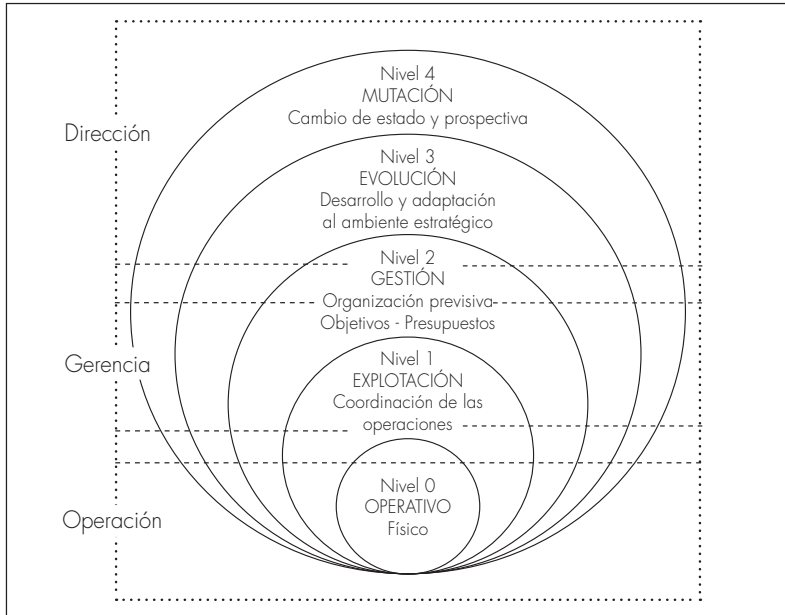 Nivel 4
MUTACIÓN
Cambio de estado y prospectiva
Dirección
Nivel 3
EVOLUCIÓN
Desarrollo y adaptación
al ambiente estratégico
Nivel 2
GESTIÓN
Organización previsiva
Objetivos - Presupuestos
Gerencia
Nivel 1
EXPLOTACIÓN
Coordinación de las
operaciones
Nivel 0
OPERATIVO
Físico
Operación